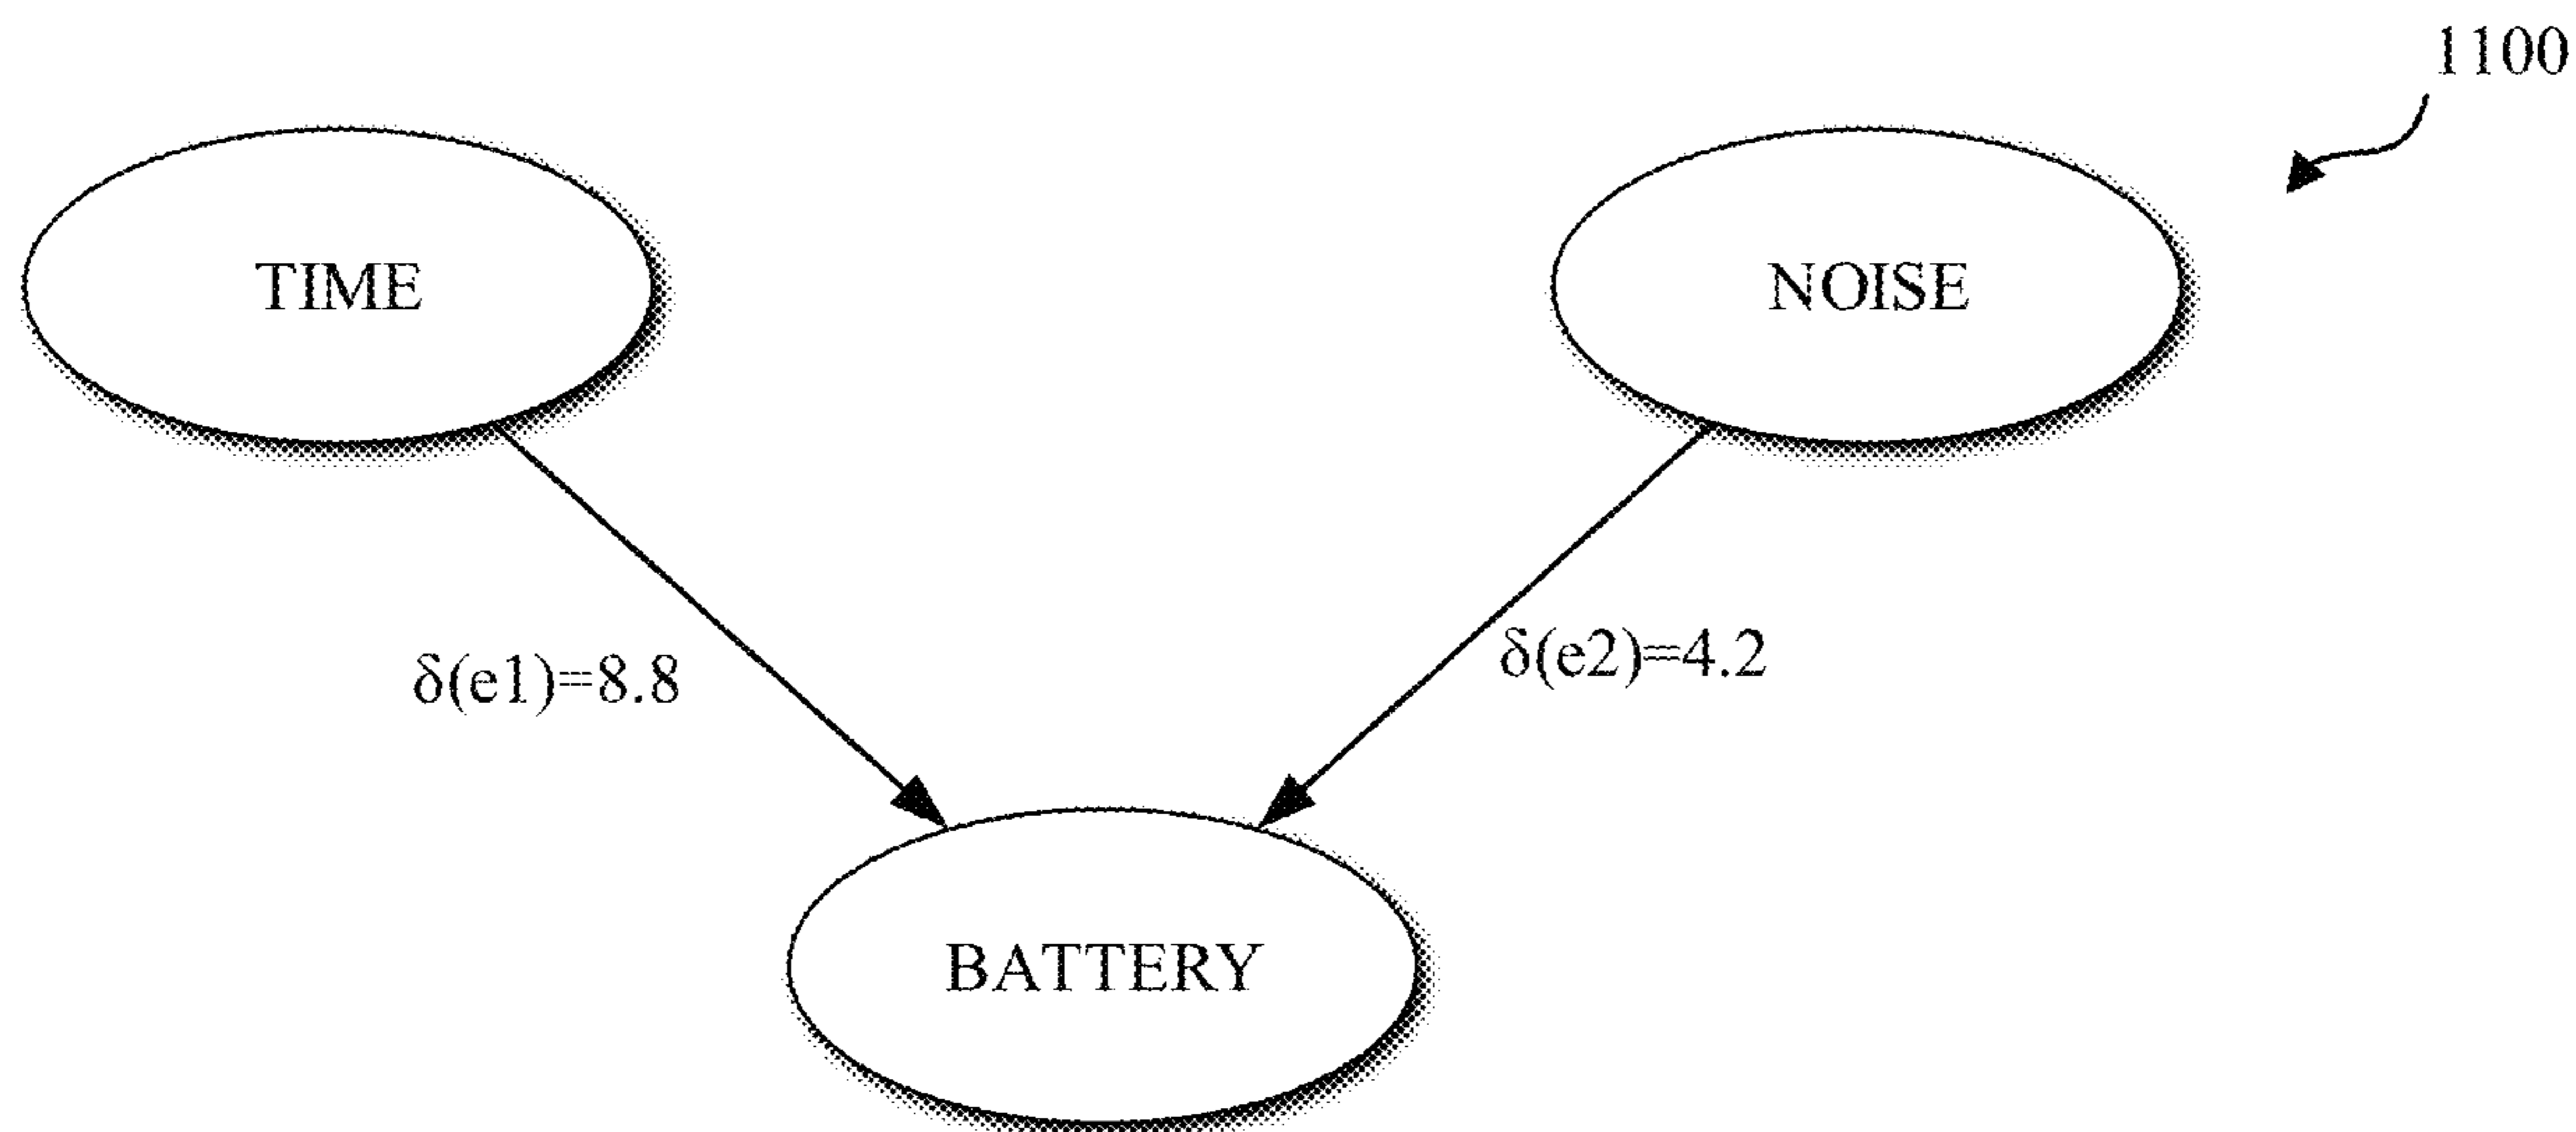 1100
TIME
NOISE
δ(e1)=8.8
δ(e2)=4.2
BATTERY